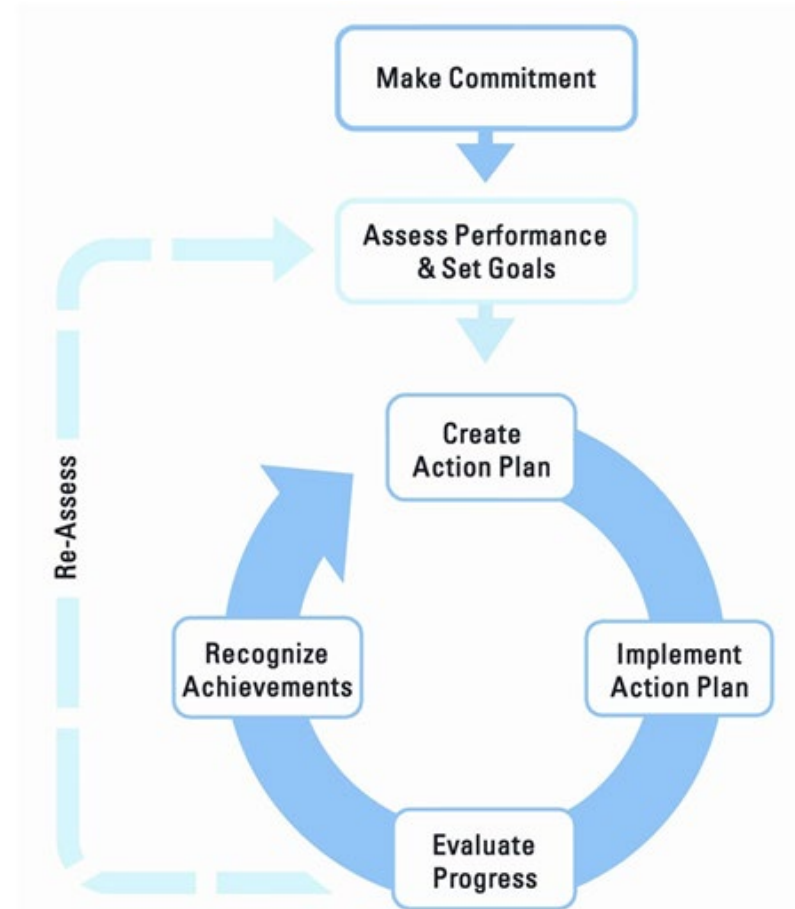 Make Commitment
Assess Performance
& Set Goals
Create
Action Plan
Re-Assess
Recognize
Achievements
Implement
Action Plan
Evaluate
Progress